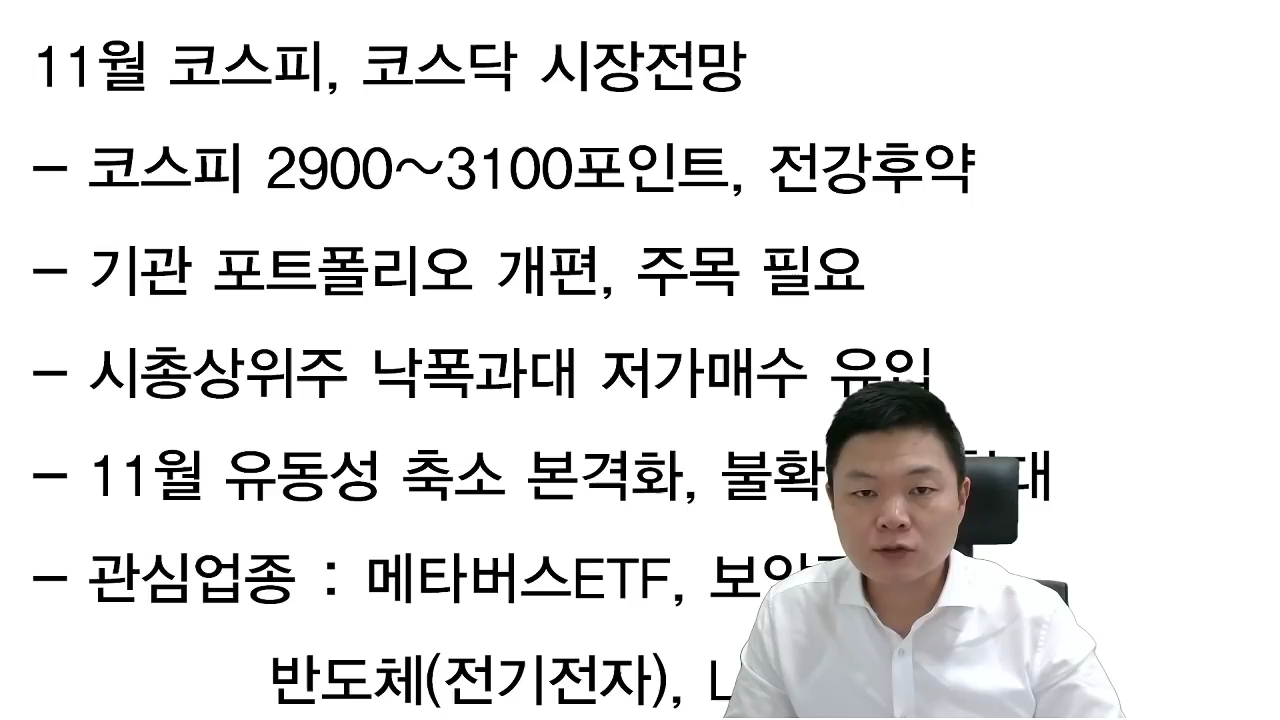 11월 코스피, 코스닥 시장전망
- 코스피 2900~3100포인트, 전강후약
- 기관 포트폴리오 개편, 주목 필요
- 시총상위주 낙폭과대 저가매수 유입
- 11월 유동성 축소 본격화,
- 관심업종 : 메타버스ETF,
반도체(전기전자),